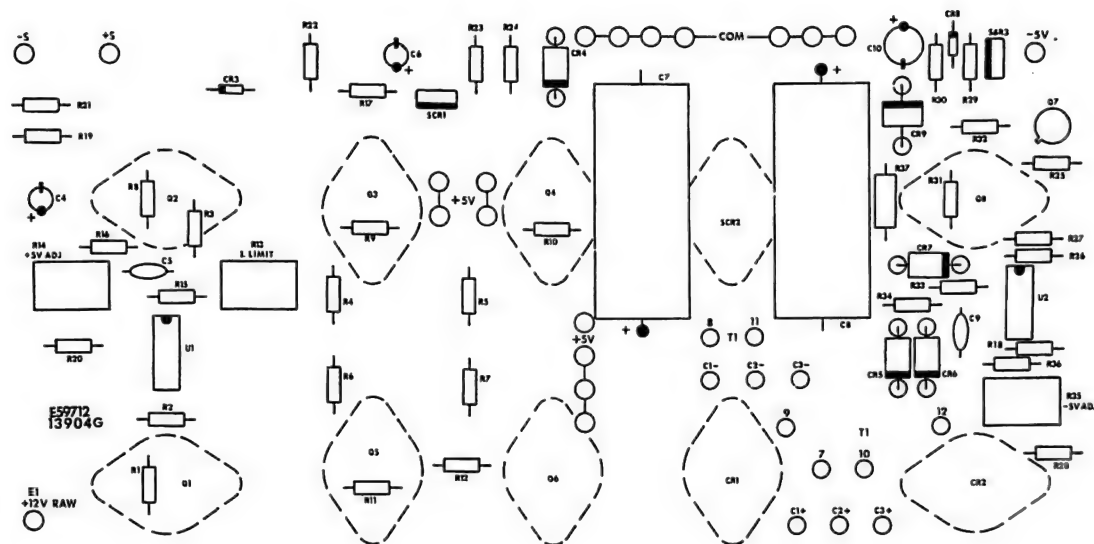 -S
+S
R22
C6
R23
R24
CR4
COM
C10
CR8
-5V
R21
CR3
R17
SCR1
C7
R30
R29
R19
CR9
R32
Q7
C4
R8
Q2
R3
Q3
+5V
Q4
SCR2
R37
R31
Q8
R25
R14
+5V ADJ
R16
R13
I. LIMIT
R9
R10
R27
R26
C5
R15
CR7
R33
U2
R4
R5
R34
C9
R20
U1
+5V
8
T1
11
C8
R18
R36
R6
R7
C1-
C2-
C3-
CR5
CR6
R35
-5V ADJ
E59712
13904G
R2
9
12
T1
R1
Q1
Q5
R12
Q6
CR1
7
10
CR2
R28
R11
E1
+12V RAW
C1+
C2+
C3+